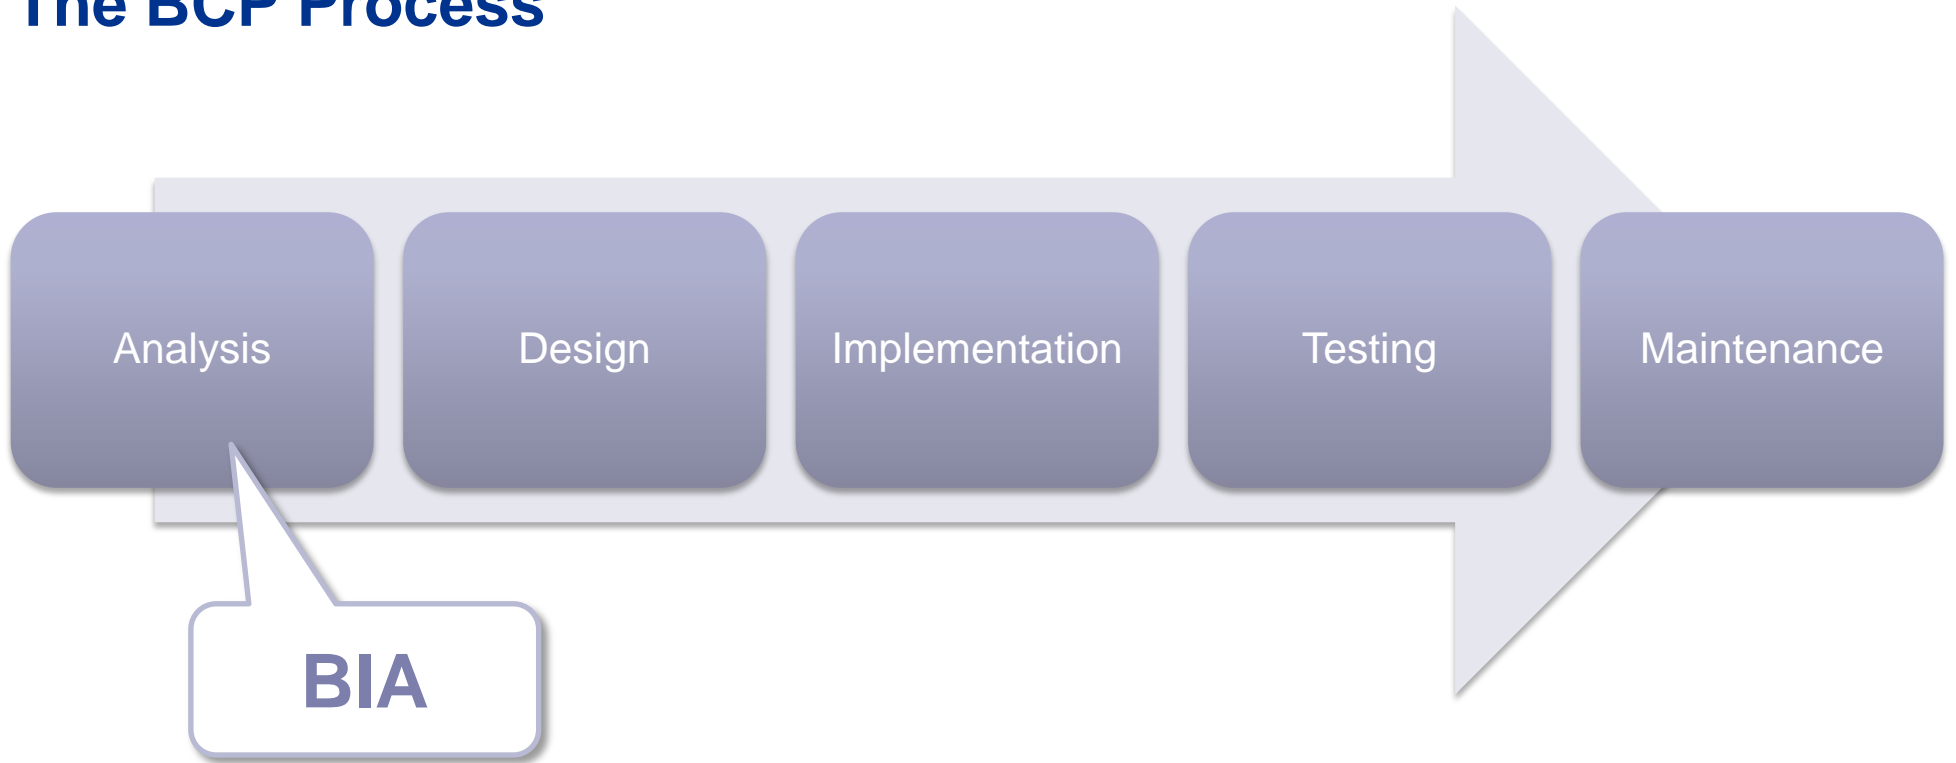 The BCP Process
Analysis
Design
Implementation
Testing
Maintenance
BIA